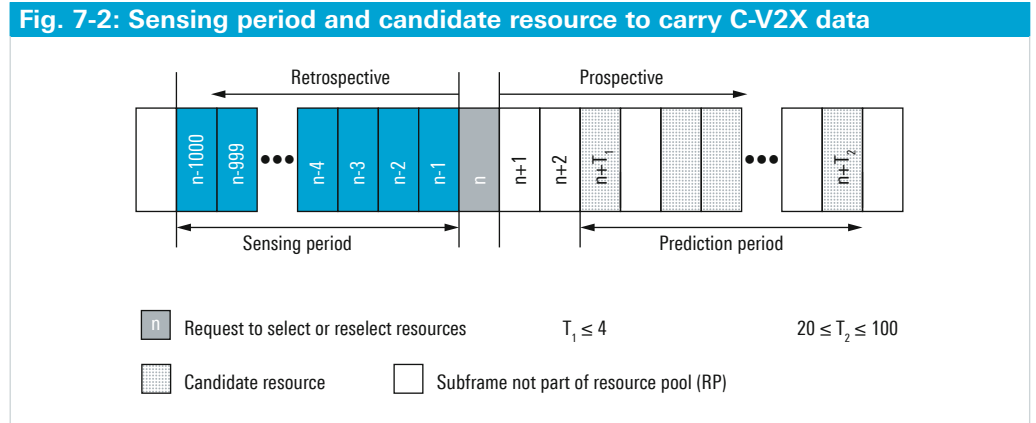 Fig. 7-2: Sensing period and candidate resource to carry C-V2X data
Retrospective Prospective
n-1000 n-999 ••• n-4 n-3 n-2 n-1 n n+1 n+2 n+T₁ ••• n+T₂
Sensing period Prediction period
n Request to select or reselect resources T₁ ≤ 4 20 ≤ T₂ ≤ 100
Candidate resource Subframe not part of resource pool (RP)